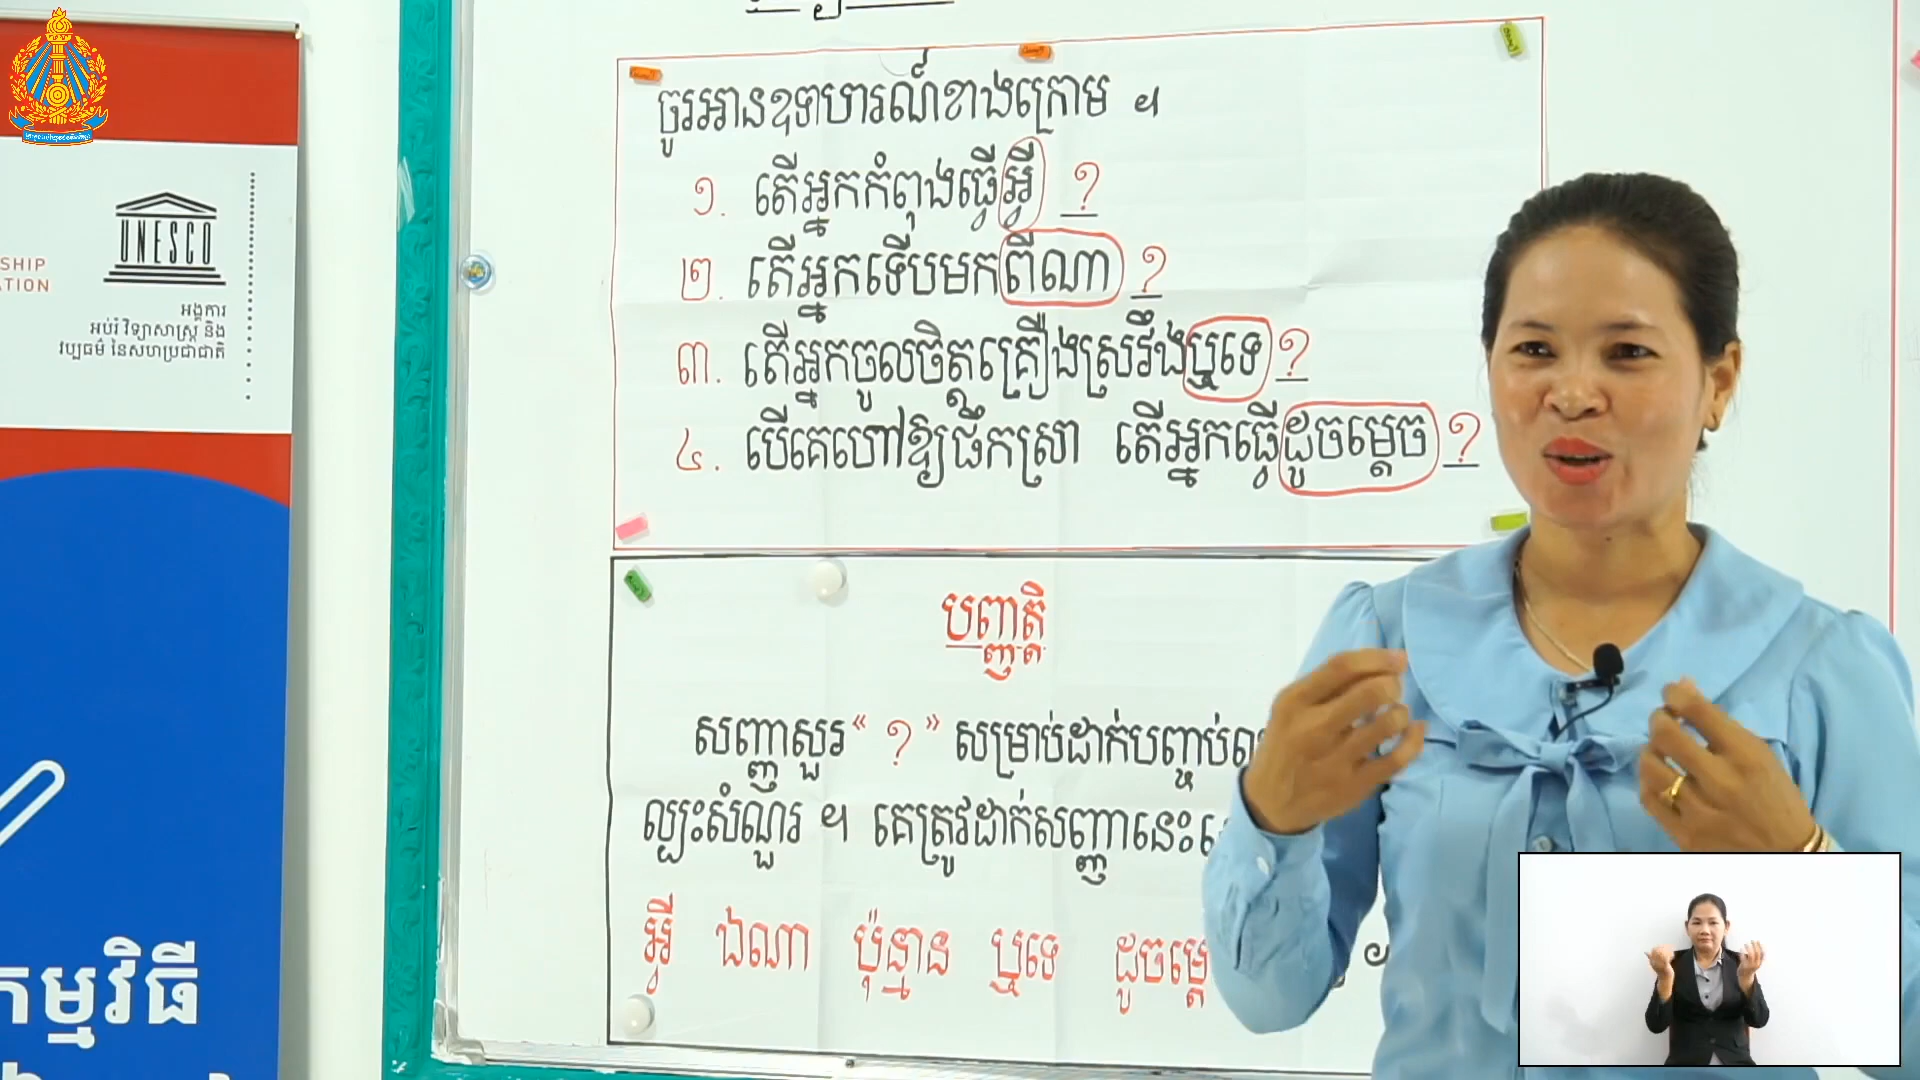 UNESCO
SHIP
ATION
អង្គការ
អប់រំ វិទ្យាសាស្ត្រ និង
វប្បធម៌ នៃសហប្រជាជាតិ
កម្មវិធី
ចូរអានឧទាហរណ៍ខាងក្រោម ។
១. តើអ្នកកំពុងធ្វើអ្វី ?
២. តើអ្នកទើបមកពីណា ?
៣. តើអ្នកចូលចិត្តគ្រឿងស្រវឹងឬទេ ?
៤. បើគេហៅឱ្យផឹកស្រា តើអ្នកធ្វើដូចម្ដេច ?
បញ្ញត្តិ
សញ្ញាសួរ "?" សម្រាប់ដាក់បញ្ចប់
ល្បះសំណួរ ។ គេត្រូវដាក់សញ្ញានេះ
អ្វី ឯណា ប៉ុន្មាន ឬទេ ដូចម្ដេ ។